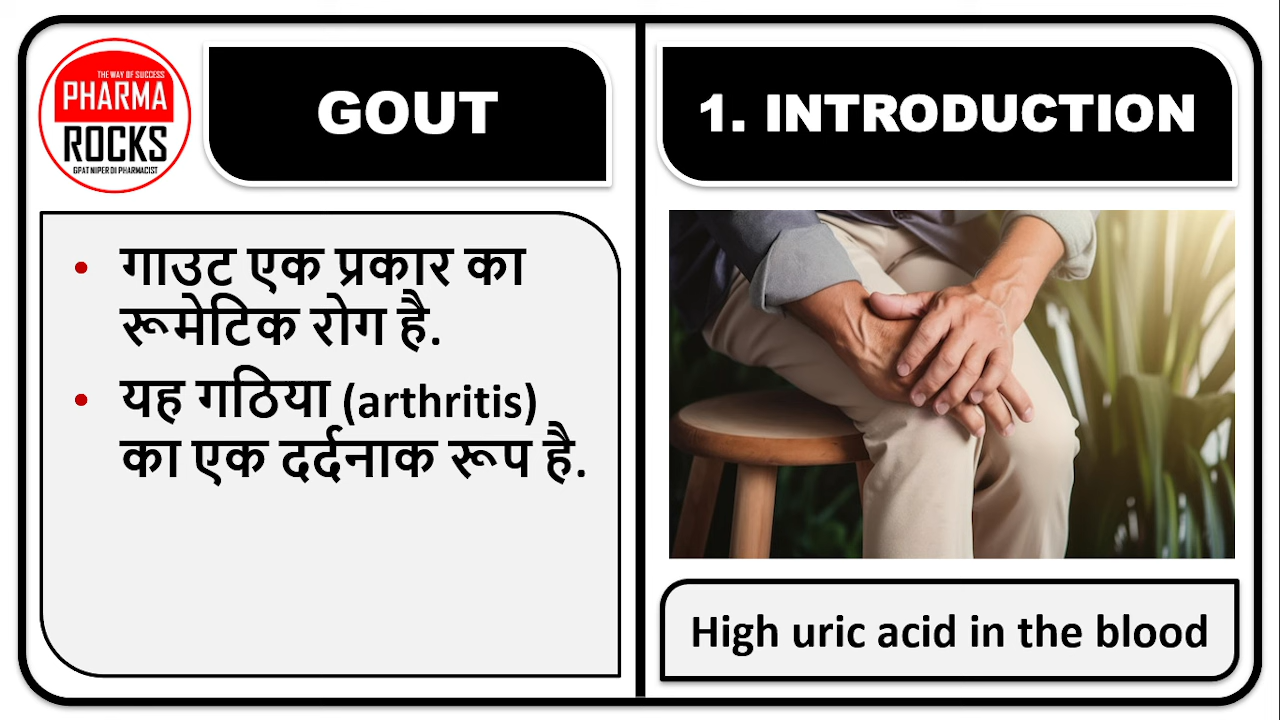 THE WAY OF SUCCESS
PHARMA
ROCKS
GPAT NIPER DI PHARMACIST
GOUT
• गाउट एक प्रकार का
रूमेटिक रोग है.
• यह गठिया (arthritis)
का एक दर्दनाक रूप है.
1. INTRODUCTION
High uric acid in the blood